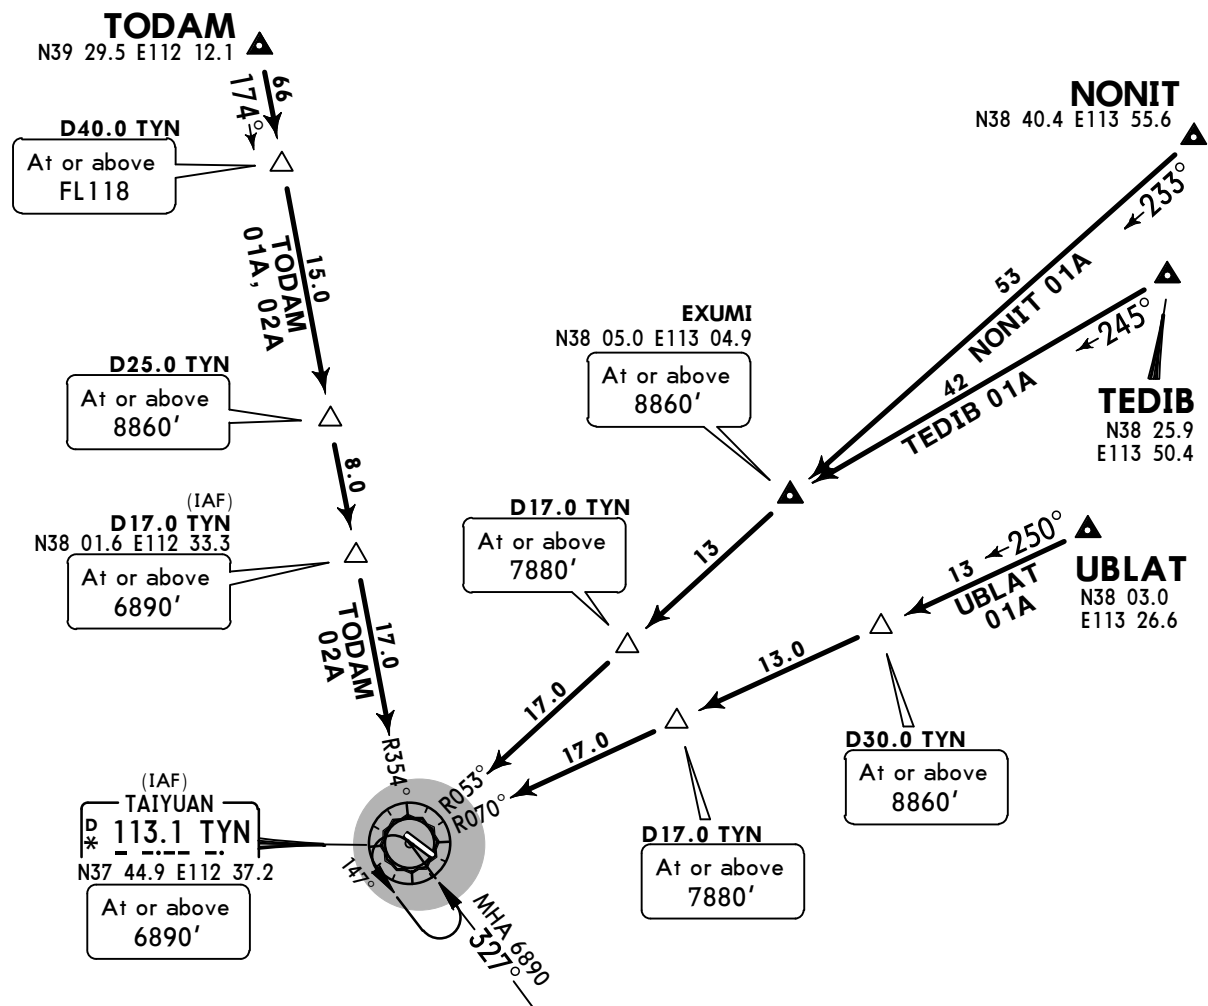 TODAM
N39 29.5 E112 12.1
66
174°
D40.0 TYN
At or above
FL118
15.0
TODAM
01A, 02A
D25.0 TYN
At or above
8860'
8.0
(IAF)
D17.0 TYN
N38 01.6 E112 33.3
At or above
6890'
17.0
TODAM
02A
R354°
NONIT
N38 40.4 E113 55.6
233°
53
NONIT 01A
245°
42
TEDIB 01A
TEDIB
N38 25.9
E113 50.4
EXUMI
N38 05.0 E113 04.9
At or above
8860'
13
D17.0 TYN
At or above
7880'
17.0
R053°
250°
13
UBLAT
01A
UBLAT
N38 03.0
E113 26.6
13.0
D30.0 TYN
At or above
8860'
17.0
R070°
D17.0 TYN
At or above
7880'
(IAF)
TAIYUAN
D
* 113.1 TYN
N37 44.9 E112 37.2
At or above
6890'
147°
MHA 6890
327°